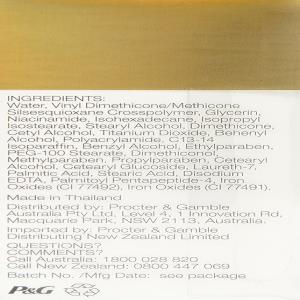 INGREDIENTS:
Water, Vinyl Dimethicone/Methicone
Silsesquioxane Crosspolymer, Glycerin,
Niacinamide, Isohexadecane, Isopropyl
Isostearate, Stearyl Alcohol, Dimethicone,
Cetyl Alcohol, Titanium Dioxide, Behenyl
Alcohol, Polyacrylamide, C13-14
Isoparaffin, Benzyl Alcohol, Ethylparaben,
PEG-100 Stearate, Dimethiconol,
Methylparaben, Propylparaben, Cetearyl
Alcohol, Cetearyl Glucoside, Laureth-7,
Palmitic Acid, Stearic Acid, Disodium
EDTA, Palmitoyl Pentapeptide-4, Iron
Oxides (CI 77492), Iron Oxides (CI 77491).
Made in Thailand
Distributed by: Procter & Gamble
Australia Pty Ltd, Level 4, 1 Innovation Rd,
Macquarie Park, NSW 2113, Australia.
Imported by: Procter & Gamble
Distributing New Zealand Limited
QUESTIONS?
COMMENTS?
Call Australia: 1800 028 820
Call New Zealand: 0800 447 069
Batch No. /Mfg Date: see package
P&G